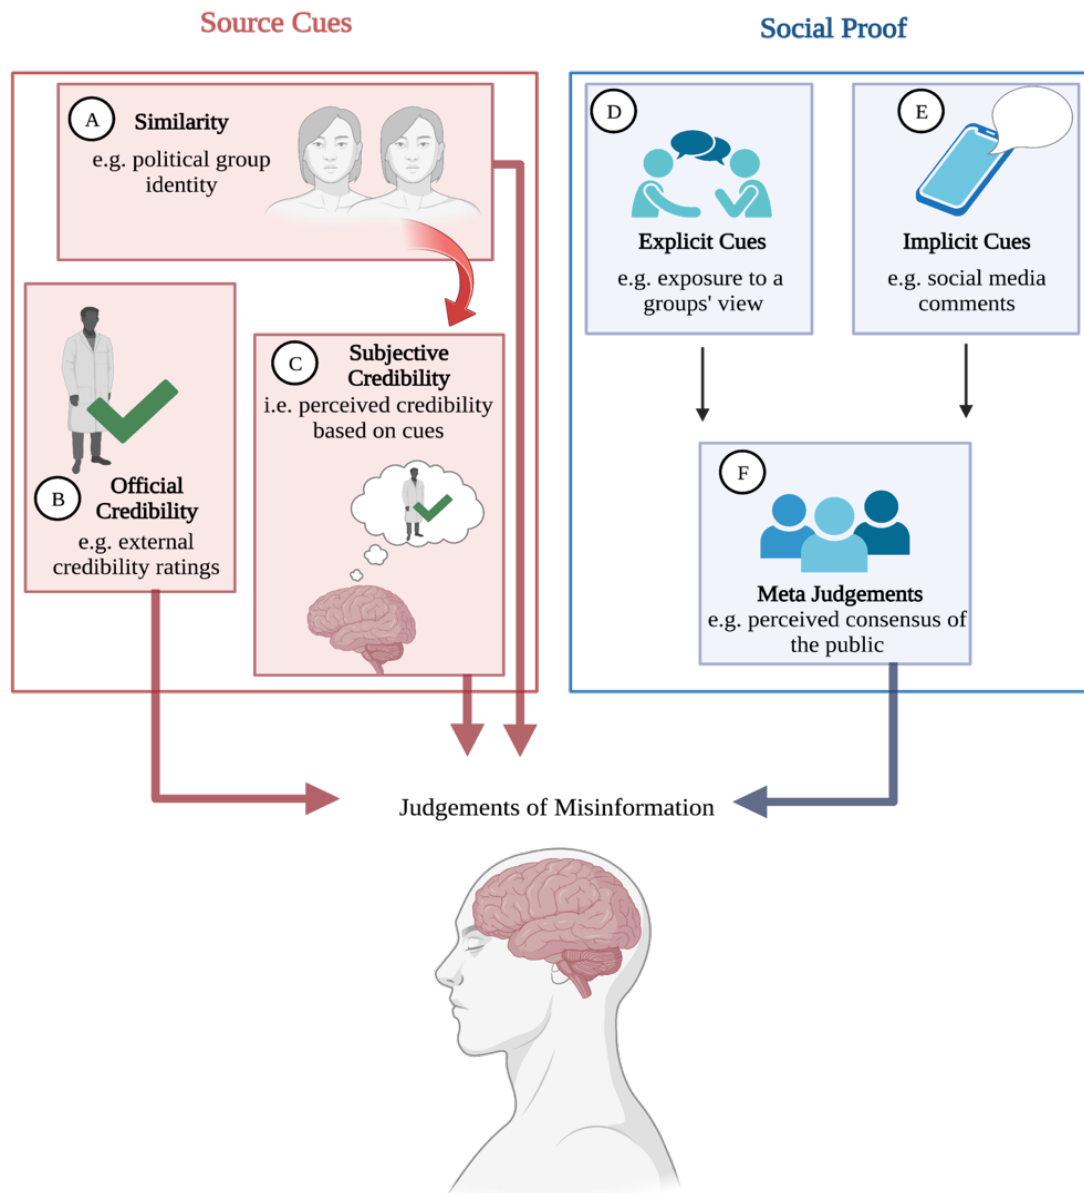 Source Cues
Social Proof
A
Similarity
e.g. political group
identity
B
Official
Credibility
e.g. external
credibility ratings
C
Subjective
Credibility
i.e. perceived credibility
based on cues
D
Explicit Cues
e.g. exposure to a
groups' view
E
Implicit Cues
e.g. social media
comments
F
Meta Judgements
e.g. perceived consensus of
the public
Judgements of Misinformation